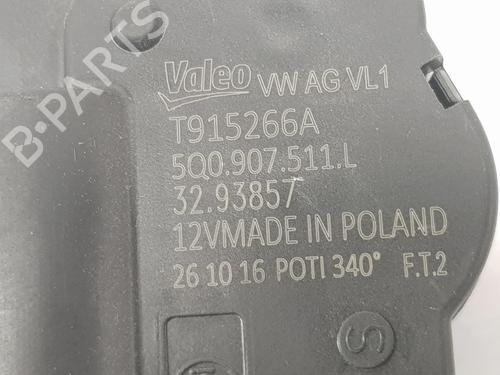 Valeo VW AG VL1
T915266A
5Q0.907.511.L
32.93857
12VMADE IN POLAND
26 10 16 POTI 340° F.T.2
S